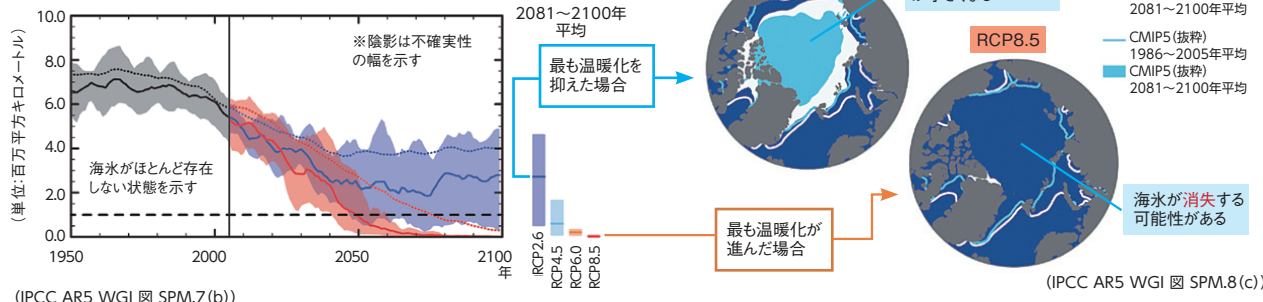 (単位:百万平方キロメートル)
10.0
8.0
6.0
4.0
2.0
0.0
1950
2000
2050
2100
年
※陰影は不確実性
の幅を示す
海氷がほとんど存在
しない状態を示す
(IPCC AR5 WGI 図 SPM.7(b))
2081~2100年
平均
RCP2.6
RCP4.5
RCP6.0
RCP8.5
最も温暖化を
抑えた場合
最も温暖化が
進んだ場合
RCP8.5
2081~2100年平均
CMIP5(抜粋)
1986~2005年平均
CMIP5(抜粋)
2081~2100年平均
海氷が消失する
可能性がある
(IPCC AR5 WGI 図 SPM.8(c))